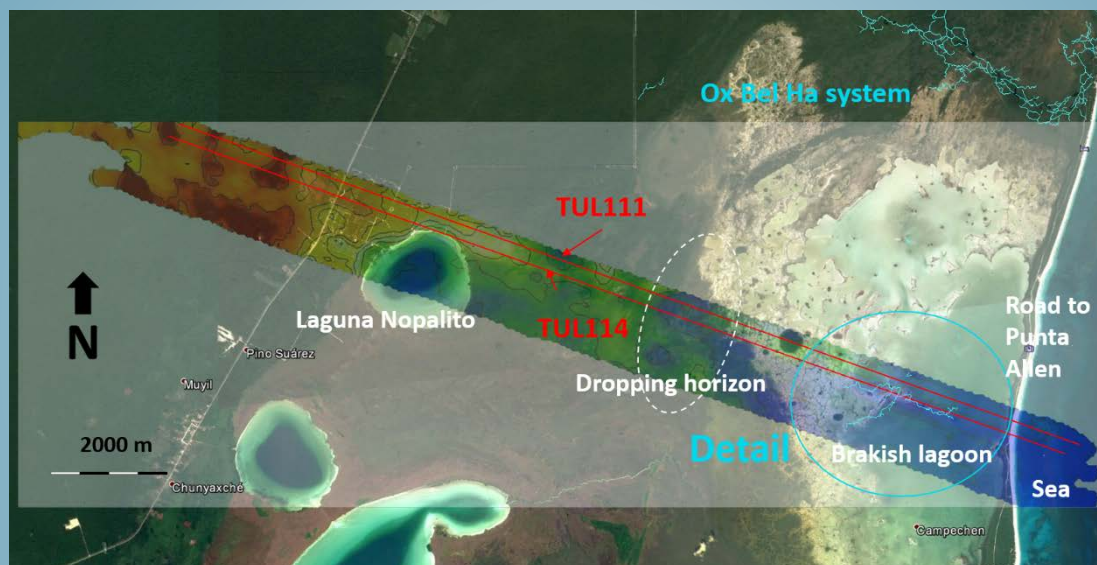 Ox Bel Ha system
TUL111
N
Laguna Nopalito
TUL114
Road to
Punta
Allen
Pino Suárez
Dropping horizon
Muyil
2000 m
Detail
Brakish lagoon
Chunyaxché
Sea
Campechen